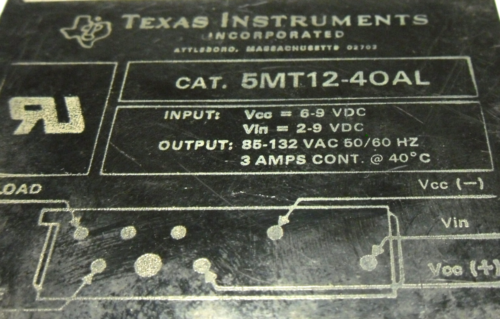 TEXAS INSTRUMENTS
INCORPORATED
ATTLEBORO, MASSACHUSETTS 02703
CAT. 5MT12-40AL
INPUT: Vcc = 6-9 VDC
Vin = 2-9 VDC
OUTPUT: 85-132 VAC 50/60 HZ
3 AMPS CONT. @ 40°C
LOAD
Vcc (-)
Vin
Vcc (+)